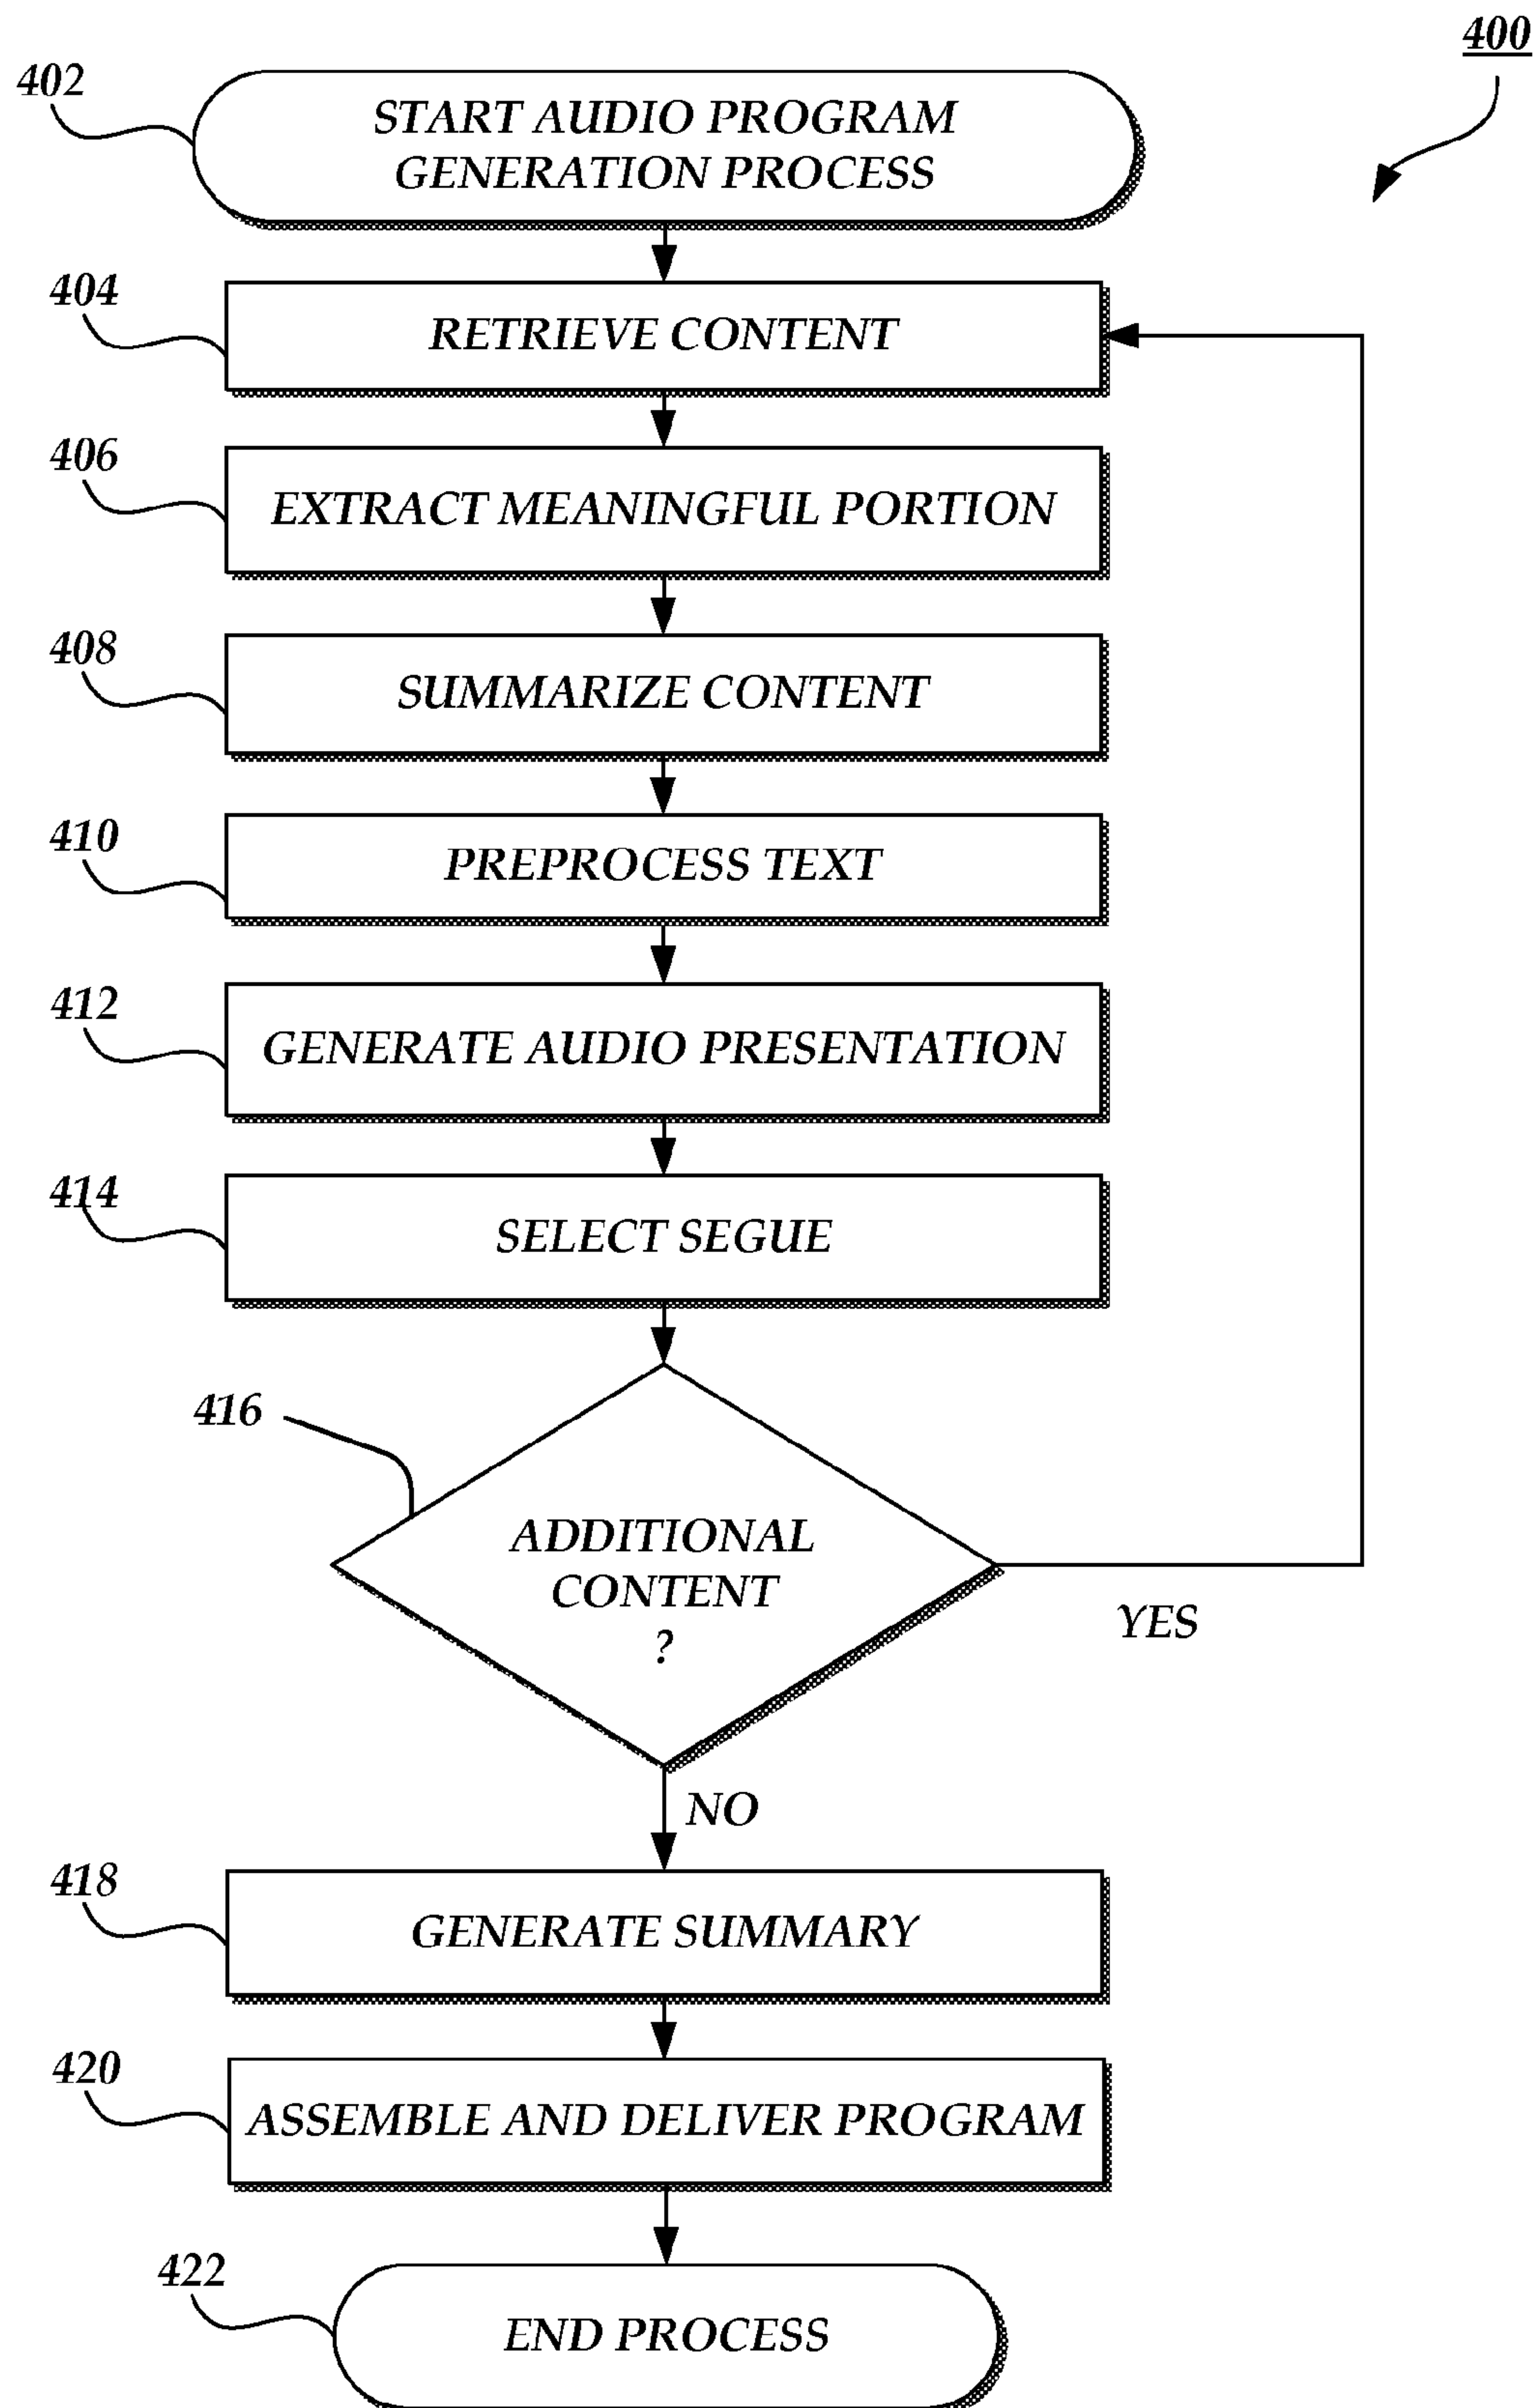 400
402
START AUDIO PROGRAM
GENERATION PROCESS
404
RETRIEVE CONTENT
406
EXTRACT MEANINGFUL PORTION
408
SUMMARIZE CONTENT
410
PREPROCESS TEXT
412
GENERATE AUDIO PRESENTATION
414
SELECT SEGUE
416
ADDITIONAL
CONTENT
?
YES
NO
418
GENERATE SUMMARY
420
ASSEMBLE AND DELIVER PROGRAM
422
END PROCESS